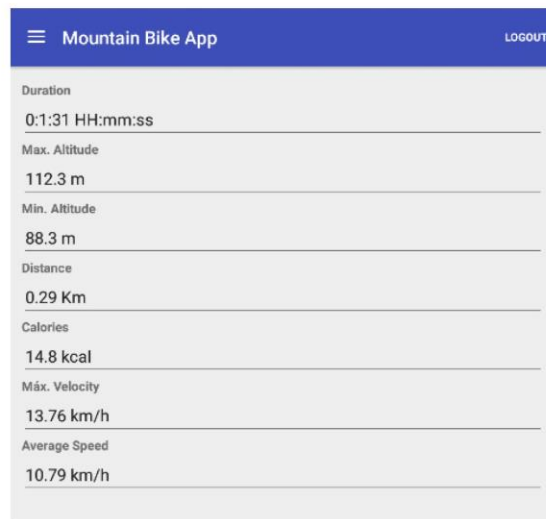 Mountain Bike App
LOGOUT
Duration
0:1:31 HH:mm:ss
Max. Altitude
112.3 m
Min. Altitude
88.3 m
Distance
0.29 Km
Calories
14.8 kcal
Máx. Velocity
13.76 km/h
Average Speed
10.79 km/h